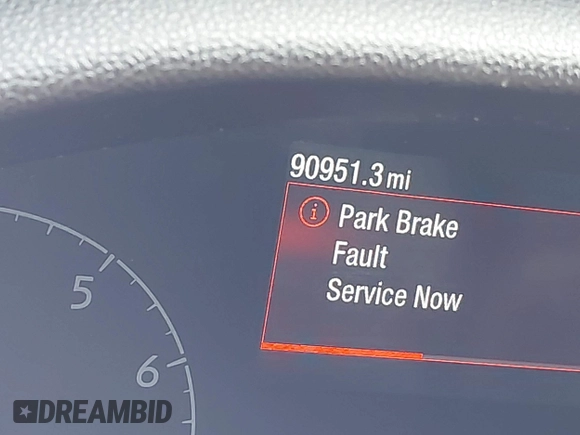 90951.3 mi
Park Brake
Fault
Service Now
5
6
DREAMBID